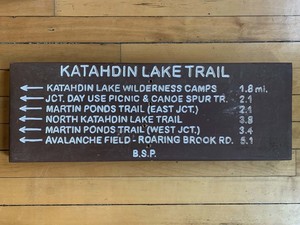 KATAHDIN LAKE TRAIL
← KATAHDIN LAKE WILDERNESS CAMPS 1.8 mi.
← JCT. DAY USE PICNIC & CANOE SPUR TR. 2.1
← MARTIN PONDS TRAIL (EAST JCT.) 2.1
← NORTH KATAHDIN LAKE TRAIL 3.8
← MARTIN PONDS TRAIL (WEST JCT.) 3.4
← AVALANCHE FIELD - ROARING BROOK RD. 5.1
B.S.P.